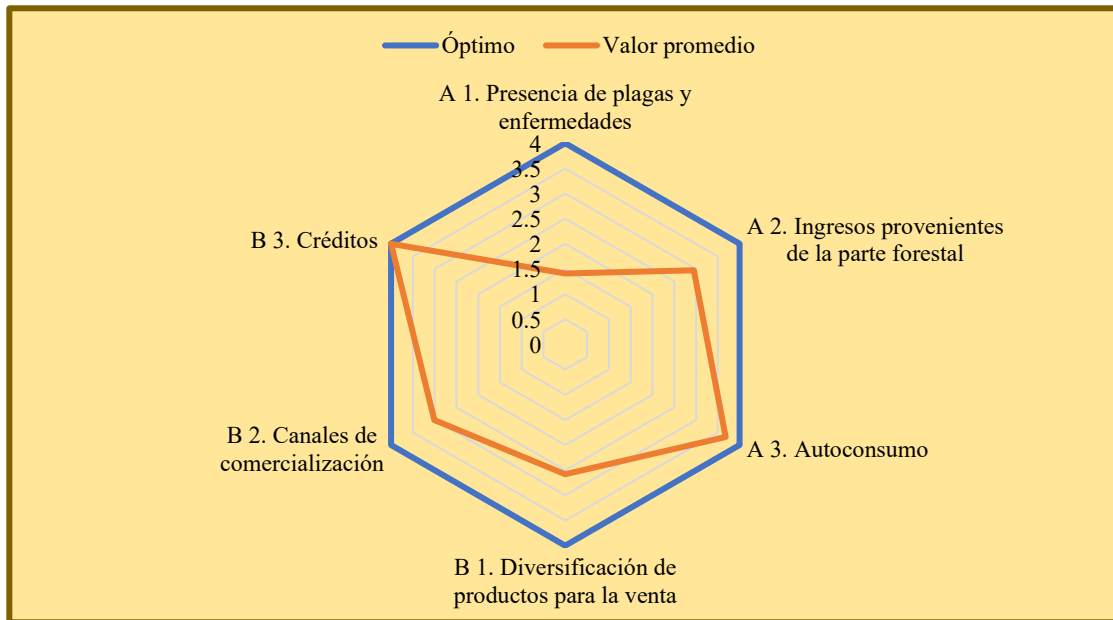 Óptimo
Valor promedio
A 1. Presencia de plagas y
enfermedades
4
3.5
3
2.5
2
1.5
1
0.5
0
A 2. Ingresos provenientes
de la parte forestal
A 3. Autoconsumo
B 1. Diversificación de
productos para la venta
B 2. Canales de
comercialización
B 3. Créditos